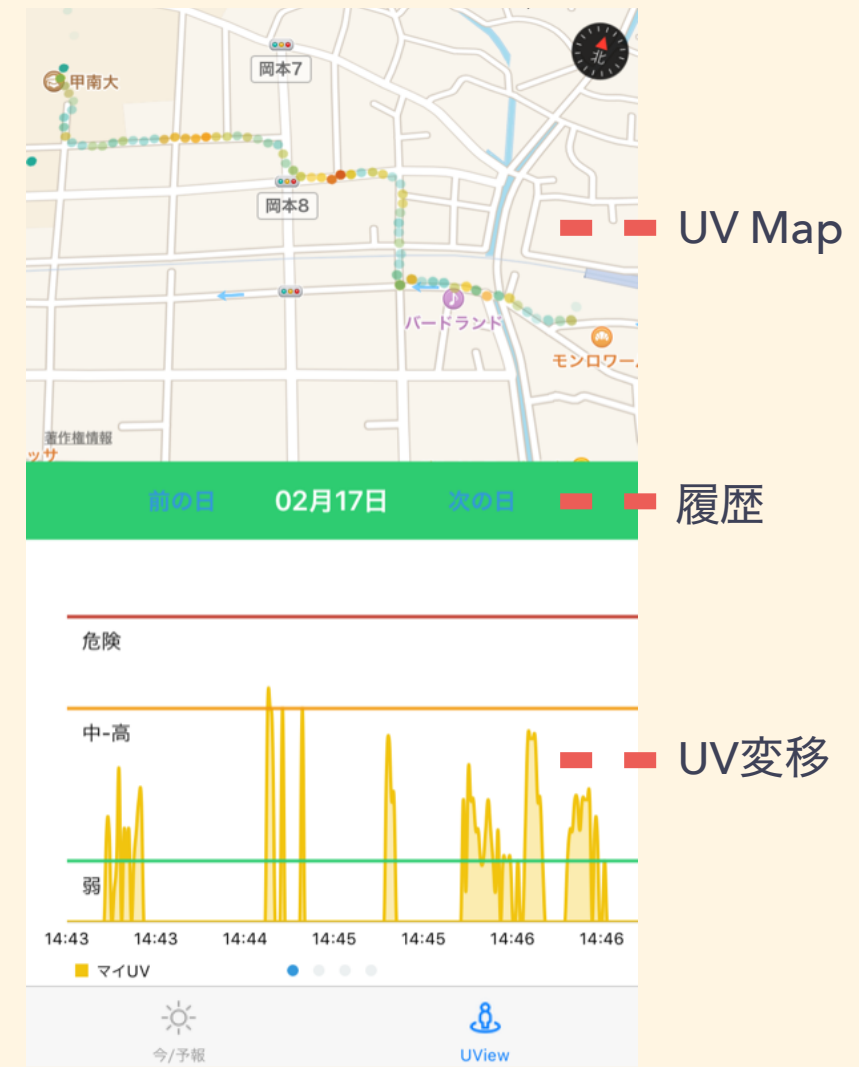 岡本7
北
甲南大
岡本8
UV Map
バードランド
モンロワー
著作権情報
ッサ
前の日
02月17日
次の日
履歴
危険
中-高
UV変移
弱
14:43
14:43
14:44
14:45
14:45
14:46
14:46
マイUV
今/予報
UView